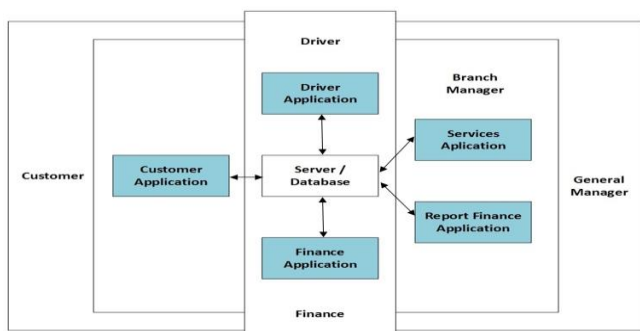 Driver
Driver
Application
Branch
Manager
Services
Aplication
Customer
Customer
Application
Server /
Database
General
Manager
Report Finance
Application
Finance
Application
Finance